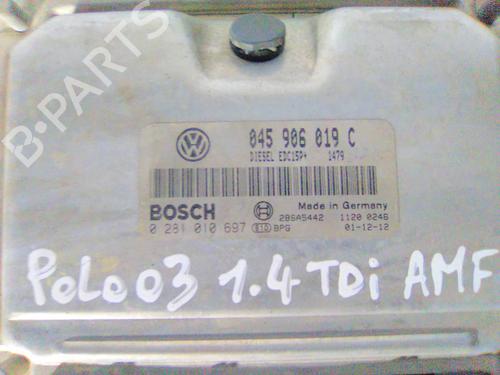 045 906 019 C
DIESEL EDC15P+ 1479
BOSCH
Made in Germany
28SA5442 1120 0246
0 281 010 697 BPG 01-12-12
Polo 03 1.4 TDi AMF
B-PARTS